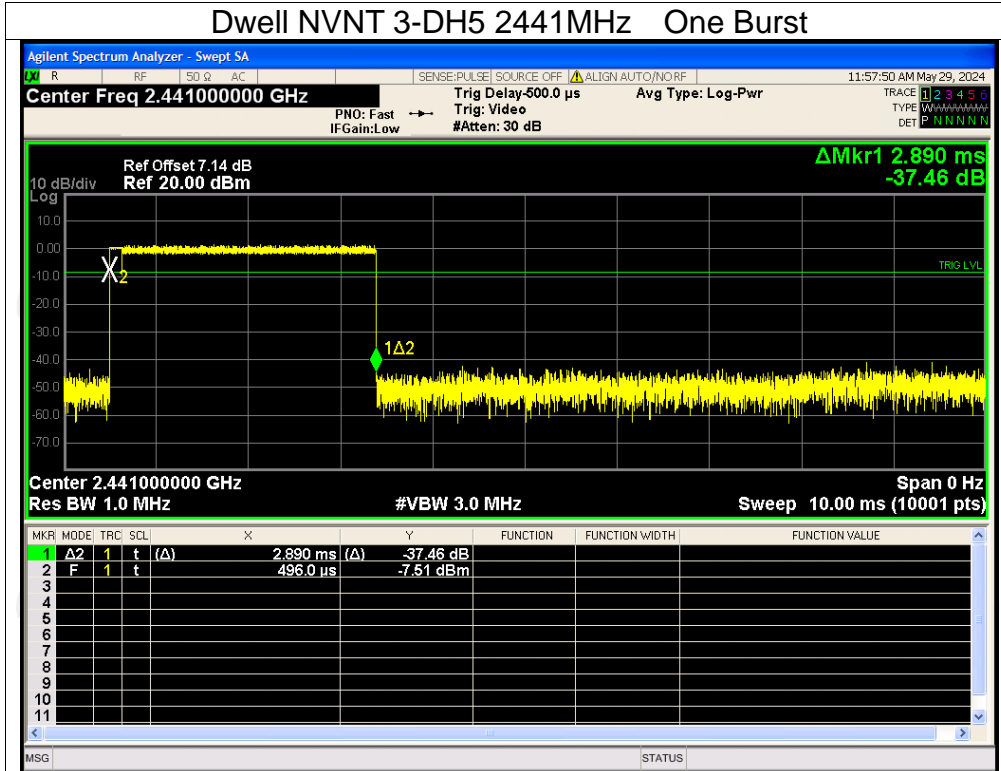 Dwell NVNT 3-DH5 2441MHz One Burst
Agilent Spectrum Analyzer - Swept SA
LXI R RF 50 Ω AC SENSE:PULSE SOURCE OFF ALIGN AUTO/NO RF 11:57:50 AM May 29, 2024
Center Freq 2.441000000 GHz
PNO: Fast
IFGain:Low
Trig Delay-500.0 µs
Trig: Video
#Atten: 30 dB
Avg Type: Log-Pwr
TRACE 1 2 3 4 5 6
TYPE WWWWWW
DET P N N N N N
ΔMkr1 2.890 ms
-37.46 dB
Ref Offset 7.14 dB
10 dB/div Ref 20.00 dBm
Log
10.0
0.00
-10.0
-20.0
-30.0
-40.0
-50.0
-60.0
-70.0
TRIG LVL
X2
1Δ2
Center 2.441000000 GHz Span 0 Hz
Res BW 1.0 MHz #VBW 3.0 MHz Sweep 10.00 ms (10001 pts)
MKR MODE TRC SCL X Y FUNCTION FUNCTION WIDTH FUNCTION VALUE
1 Δ2 1 t (Δ) 2.890 ms (Δ) -37.46 dB
2 F 1 t 496.0 µs -7.51 dBm
3
4
5
6
7
8
9
10
11
MSG STATUS